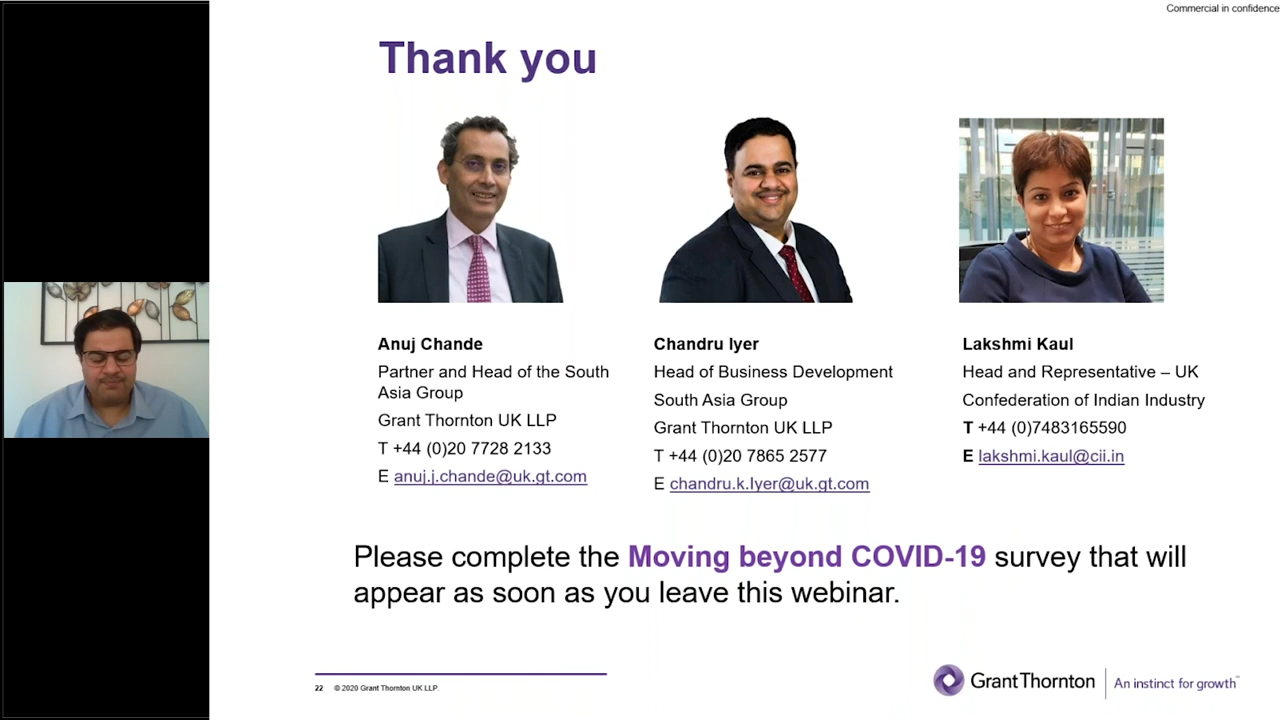 Commercial in confidence
Thank you
Anuj Chande
Partner and Head of the South
Asia Group
Grant Thornton UK LLP
T +44 (0)20 7728 2133
E anuj.j.chande@uk.gt.com
Chandru Iyer
Head of Business Development
South Asia Group
Grant Thornton UK LLP
T +44 (0)20 7865 2577
E chandru.k.Iyer@uk.gt.com
Lakshmi Kaul
Head and Representative – UK
Confederation of Indian Industry
T +44 (0)7483165590
E lakshmi.kaul@cii.in
Please complete the Moving beyond COVID-19 survey that will
appear as soon as you leave this webinar.
22 © 2020 Grant Thornton UK LLP.
Grant Thornton An instinct for growth™